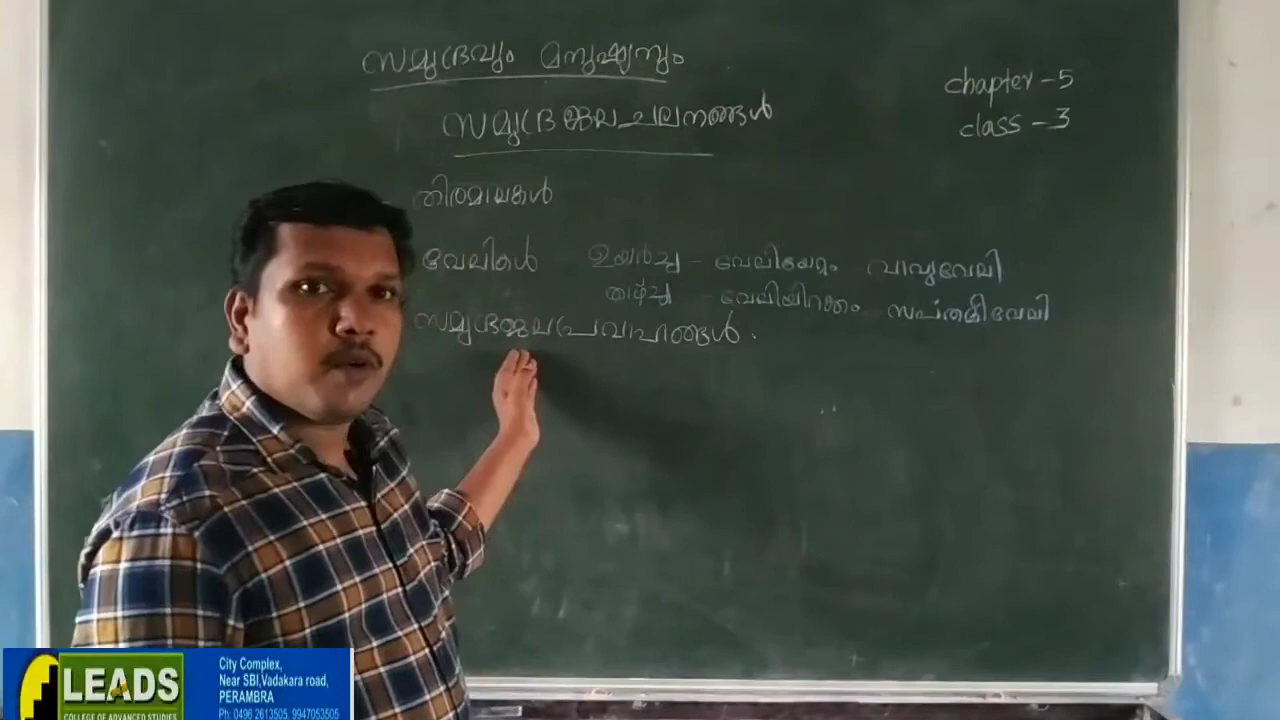 സമുദ്രവും മനുഷ്യനും
chapter - 5
സമുദ്രജലചലനങ്ങൾ
class - 3
തിരമാലകൾ
വേലികൾ ഉയർച്ച - വേലിയേറ്റം വാവുവേലി
താഴ്ച്ച - വേലിയിറക്കം സപ്തമീവേലി
സമുദ്രജലപ്രവാഹങ്ങൾ.
LEADS
COLLEGE OF ADVANCED STUDIES
City Complex,
Near SBI,Vadakara road,
PERAMBRA
Ph: 0496 2613505, 9947053505